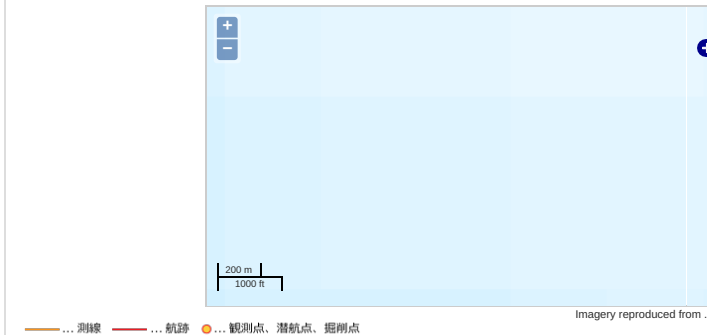 +
−
200 m
1000 ft
Imagery reproduced from .
... 測線 ... 航跡 ... 観測点、潜航点、掘削点